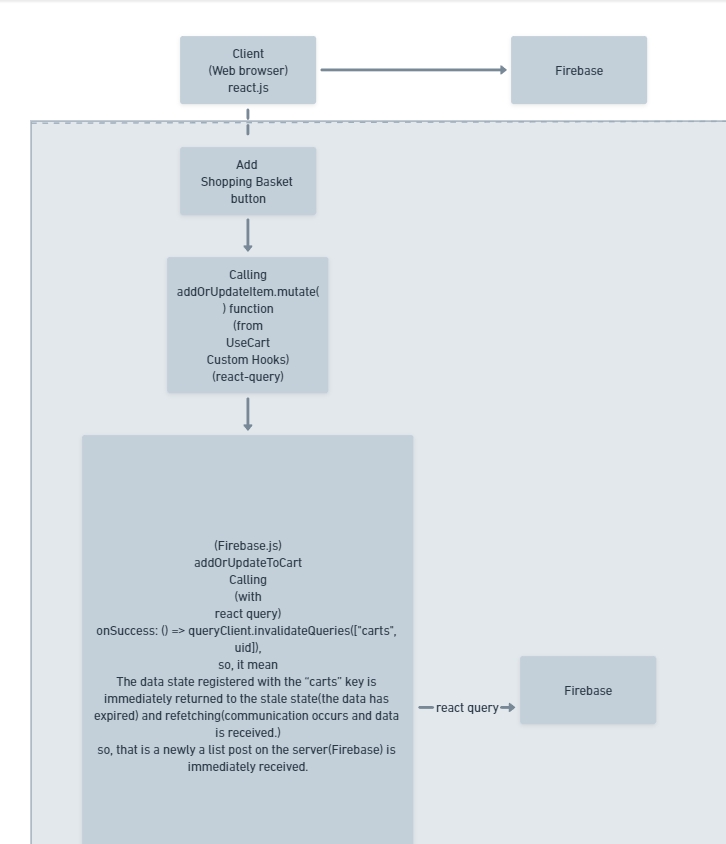 Client
(Web browser)
react.js
Firebase
Add
Shopping Basket
button
Calling
addOrUpdateItem.mutate(
) function
(from
UseCart
Custom Hooks)
(react-query)
(Firebase.js)
addOrUpdateToCart
Calling
(with
react query)
onSuccess: () => queryClient.invalidateQueries(["carts",
uid]),
so, it mean
The data state registered with the “carts” key is
immediately returned to the stale state(the data has
expired) and refetching(communication occurs and data
is received.)
so, that is a newly a list post on the server(Firebase) is
immediately received.
react query
Firebase